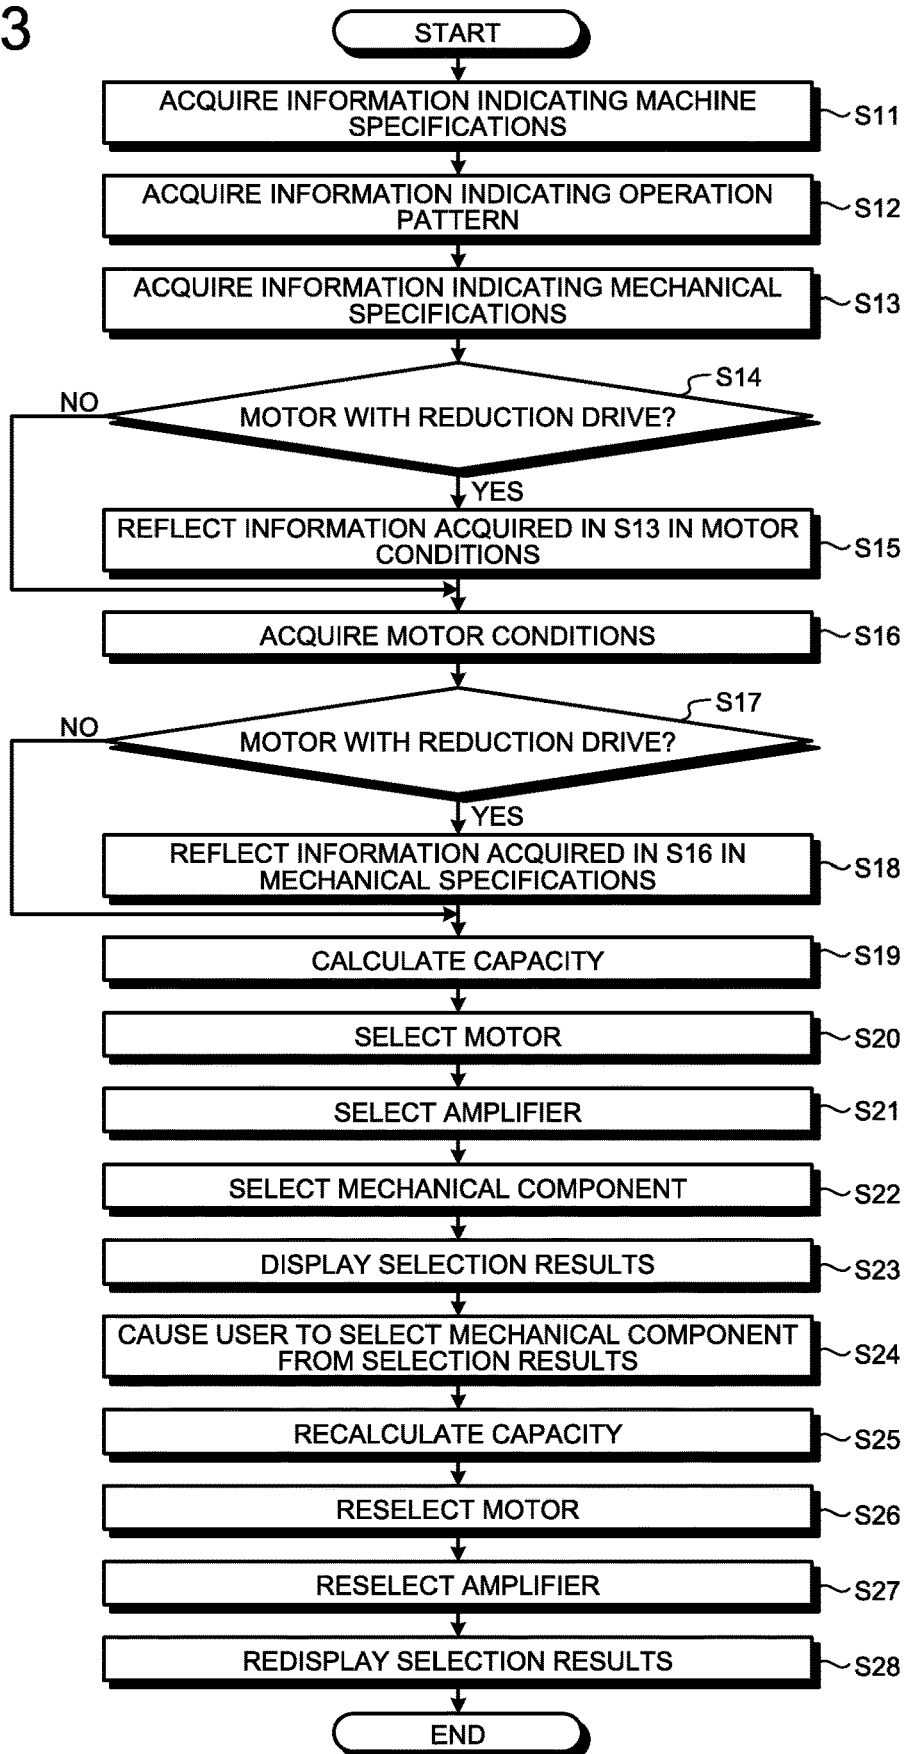 3
START
ACQUIRE INFORMATION INDICATING MACHINE
SPECIFICATIONS
S11
ACQUIRE INFORMATION INDICATING OPERATION
PATTERN
S12
ACQUIRE INFORMATION INDICATING MECHANICAL
SPECIFICATIONS
S13
S14
NO
MOTOR WITH REDUCTION DRIVE?
YES
REFLECT INFORMATION ACQUIRED IN S13 IN MOTOR
CONDITIONS
S15
ACQUIRE MOTOR CONDITIONS
S16
S17
NO
MOTOR WITH REDUCTION DRIVE?
YES
REFLECT INFORMATION ACQUIRED IN S16 IN
MECHANICAL SPECIFICATIONS
S18
CALCULATE CAPACITY
S19
SELECT MOTOR
S20
SELECT AMPLIFIER
S21
SELECT MECHANICAL COMPONENT
S22
DISPLAY SELECTION RESULTS
S23
CAUSE USER TO SELECT MECHANICAL COMPONENT
FROM SELECTION RESULTS
S24
RECALCULATE CAPACITY
S25
RESELECT MOTOR
S26
RESELECT AMPLIFIER
S27
REDISPLAY SELECTION RESULTS
S28
END